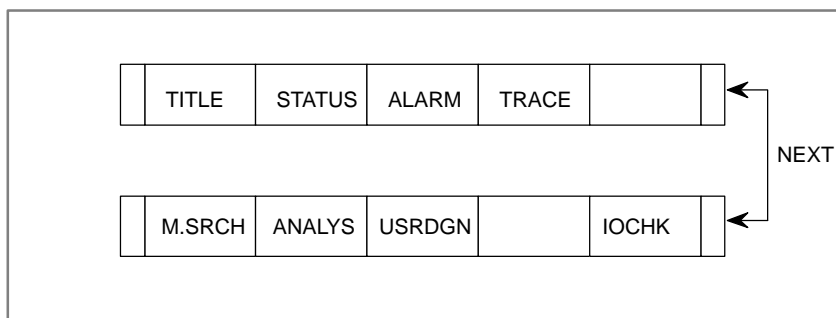 TITLE STATUS ALARM TRACE
NEXT
M.SRCH ANALYS USRDGN IOCHK